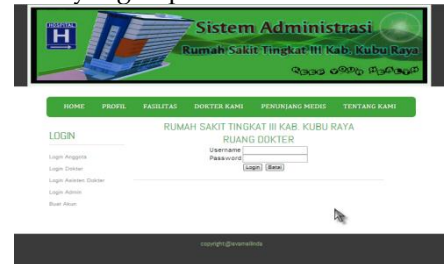 HOSPITAL
H
Sistem Administrasi
Rumah Sakit Tingkat III Kab. Kubu Raya
HOME PROFIL FASILITAS DOKTER KAMI PENUNJANG MEDIS TENTANG KAMI
LOGIN
Login Anggota
Login Dokter
Login Asisten Dokter
Login Admin
Buat Akun
RUMAH SAKIT TINGKAT III KAB. KUBU RAYA
RUANG DOKTER
Username
Password
Login Batal